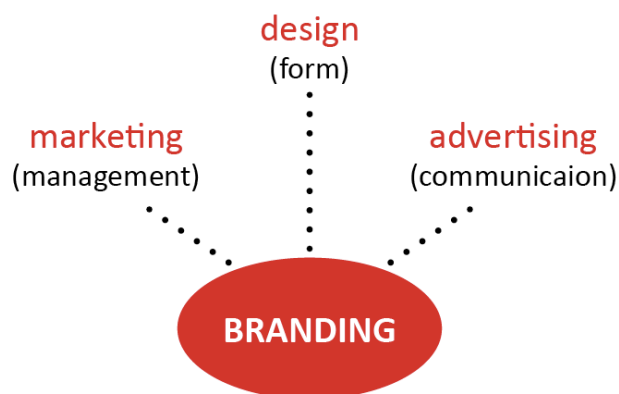 design
(form)
marketing
(management)
advertising
(communicaion)
BRANDING